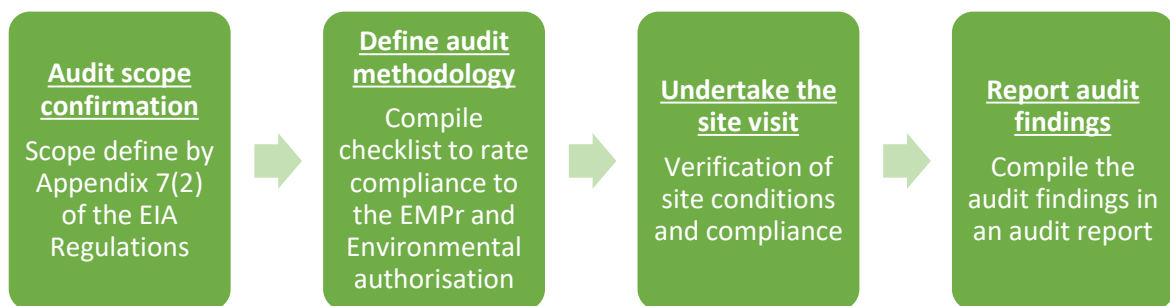 Audit scope
confirmation
Scope define by
Appendix 7(2)
of the EIA
Regulations
Define audit
methodology
Compile
checklist to rate
compliance to
the EMPr and
Environmental
authorisation
Undertake the
site visit
Verification of
site conditions
and compliance
Report audit
findings
Compile the
audit findings in
an audit report